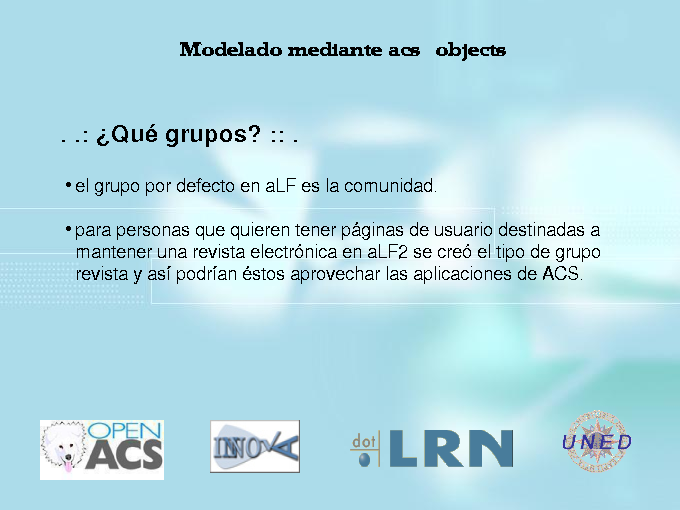 Modelado mediante acs objects
. .: ¿Qué grupos? :: .
• el grupo por defecto en aLF es la comunidad.
• para personas que quieren tener páginas de usuario destinadas a
mantener una revista electrónica en aLF2 se creó el tipo de grupo
revista y así podrían éstos aprovechar las aplicaciones de ACS.
OPEN
ACS
INNOVA
dot LRN
UNED